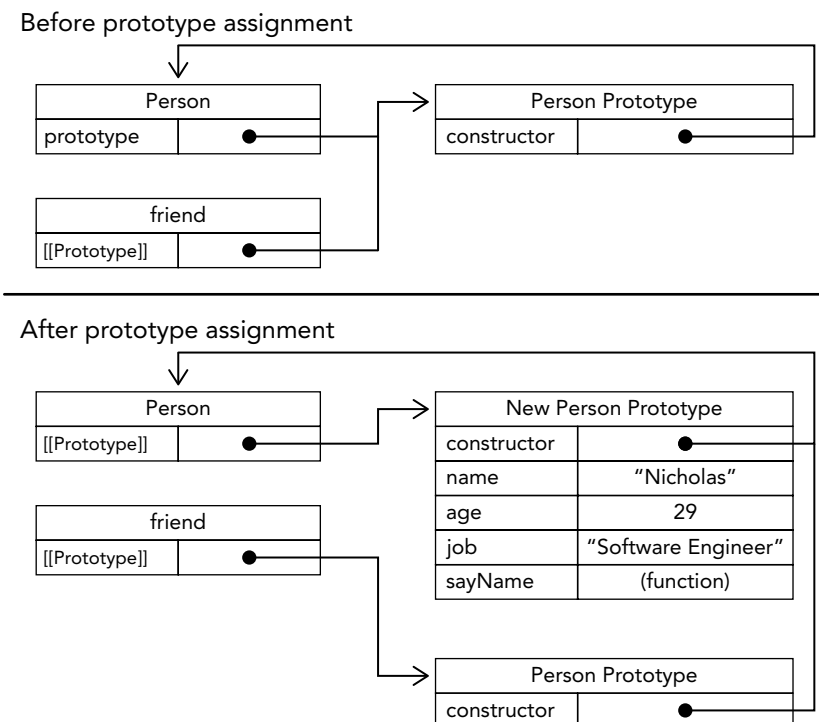 Before prototype assignment
Person
prototype
Person Prototype
constructor
friend
[[Prototype]]
After prototype assignment
Person
[[Prototype]]
New Person Prototype
constructor
name “Nicholas”
age 29
job “Software Engineer”
sayName (function)
friend
[[Prototype]]
Person Prototype
constructor